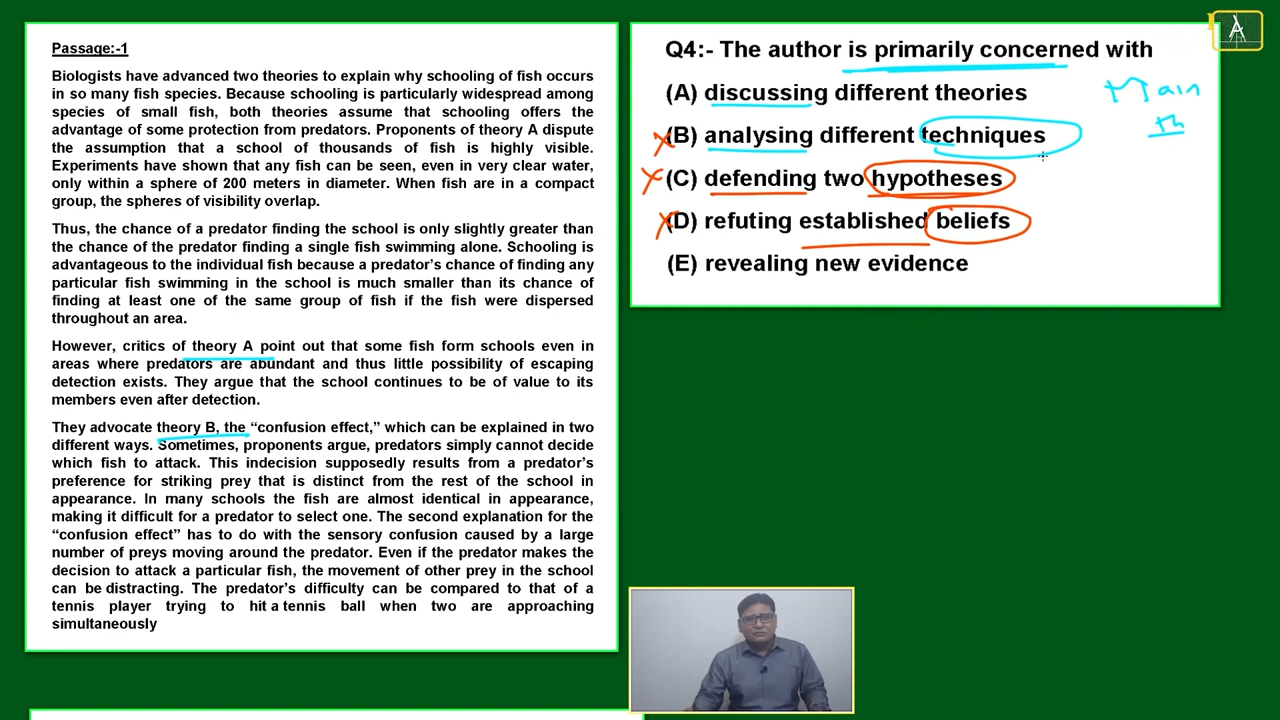 Passage:-1
Biologists have advanced two theories to explain why schooling of fish occurs
in so many fish species. Because schooling is particularly widespread among
species of small fish, both theories assume that schooling offers the
advantage of some protection from predators. Proponents of theory A dispute
the assumption that a school of thousands of fish is highly visible.
Experiments have shown that any fish can be seen, even in very clear water,
only within a sphere of 200 meters in diameter. When fish are in a compact
group, the spheres of visibility overlap.
Thus, the chance of a predator finding the school is only slightly greater than
the chance of the predator finding a single fish swimming alone. Schooling is
advantageous to the individual fish because a predator's chance of finding any
particular fish swimming in the school is much smaller than its chance of
finding at least one of the same group of fish if the fish were dispersed
throughout an area.
However, critics of theory A point out that some fish form schools even in
areas where predators are abundant and thus little possibility of escaping
detection exists. They argue that the school continues to be of value to its
members even after detection.
They advocate theory B, the “confusion effect,” which can be explained in two
different ways. Sometimes, proponents argue, predators simply cannot decide
which fish to attack. This indecision supposedly results from a predator's
preference for striking prey that is distinct from the rest of the school in
appearance. In many schools the fish are almost identical in appearance,
making it difficult for a predator to select one. The second explanation for the
“confusion effect” has to do with the sensory confusion caused by a large
number of preys moving around the predator. Even if the predator makes the
decision to attack a particular fish, the movement of other prey in the school
can be distracting. The predator's difficulty can be compared to that of a
tennis player trying to hit a tennis ball when two are approaching
simultaneously
Q4:- The author is primarily concerned with
(A) discussing different theories
(B) analysing different techniques
(C) defending two hypotheses
(D) refuting established beliefs
(E) revealing new evidence
Main
th
A